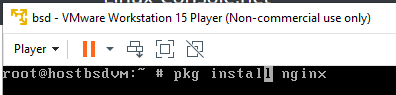 bsd - VMware Workstation 15 Player (Non-commercial use only)
Player
root@hostbsdvm:~ # pkg install nginx